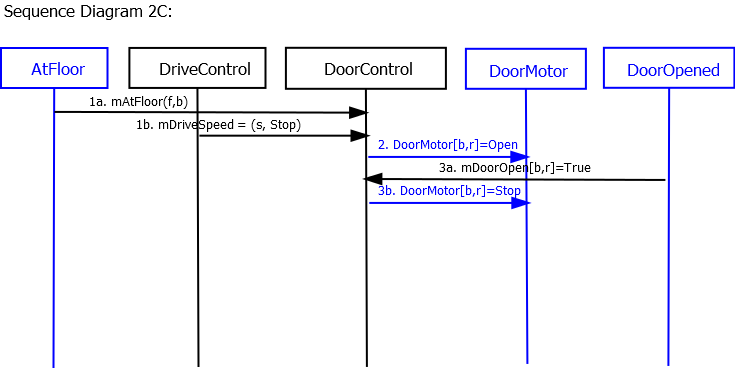 Sequence Diagram 2C:
AtFloor
DriveControl
DoorControl
DoorMotor
DoorOpened
1a. mAtFloor(f,b)
1b. mDriveSpeed = (s, Stop)
2. DoorMotor[b,r]=Open
3a. mDoorOpen[b,r]=True
3b. DoorMotor[b,r]=Stop